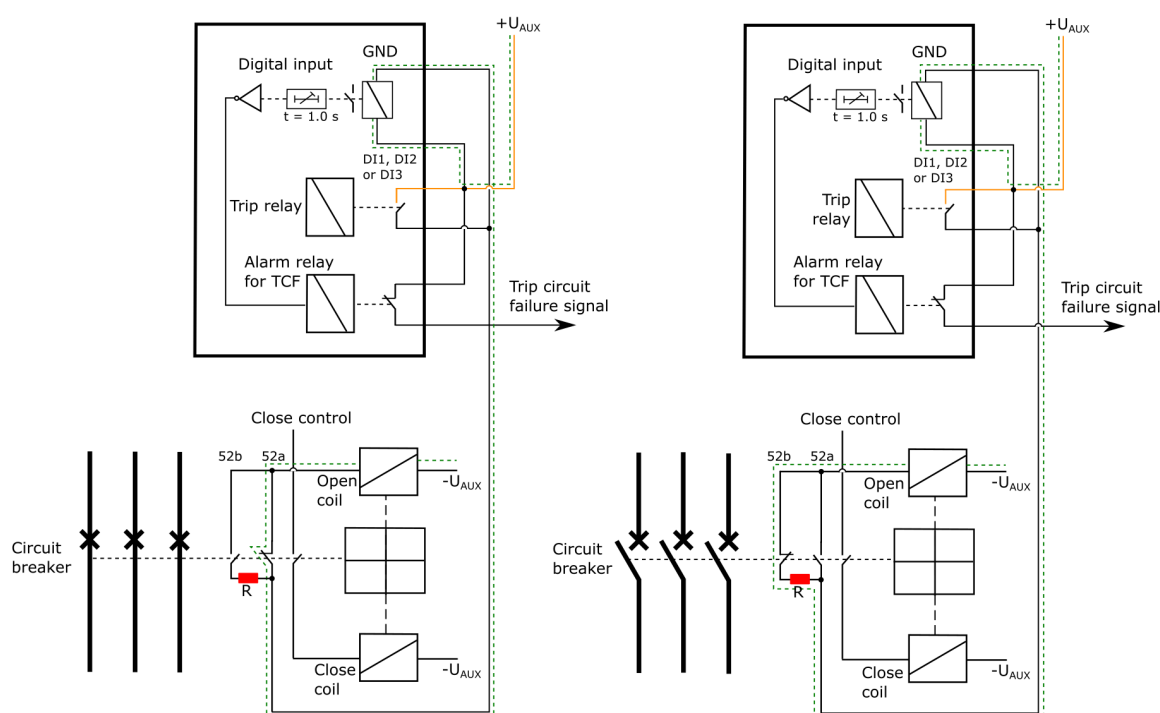 +UAUX
GND
Digital input
t = 1.0 s
DI1, DI2
or DI3
Trip relay
Alarm relay
for TCF
Trip circuit
failure signal
Close control
52b
52a
Open
coil
-UAUX
Circuit
breaker
R
Close
coil
-UAUX
+UAUX
GND
Digital input
t = 1.0 s
DI1, DI2
or DI3
Trip
relay
Alarm relay
for TCF
Trip circuit
failure signal
Close control
52b
52a
Open
coil
-UAUX
Circuit
breaker
R
Close
coil
-UAUX